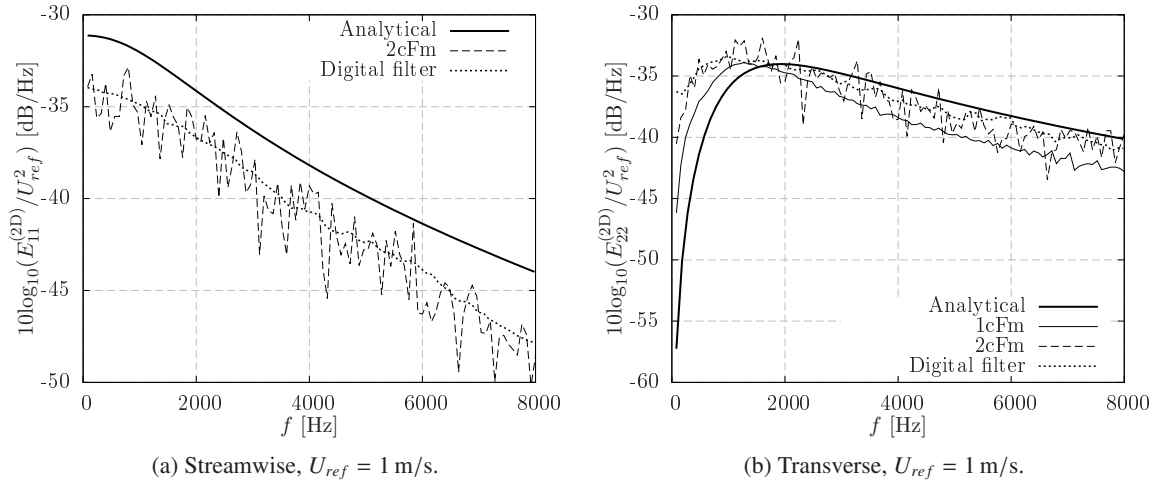 10log10(E11^(2D)/U^2ref) [dB/Hz]
-30
-35
-40
-45
-50
0 2000 4000 6000 8000
f [Hz]
Analytical
2cFm
Digital filter
(a) Streamwise, Uref = 1 m/s.
10log10(E22^(2D)/U^2ref) [dB/Hz]
-30
-35
-40
-45
-50
-55
-60
0 2000 4000 6000 8000
f [Hz]
Analytical
1cFm
2cFm
Digital filter
(b) Transverse, Uref = 1 m/s.